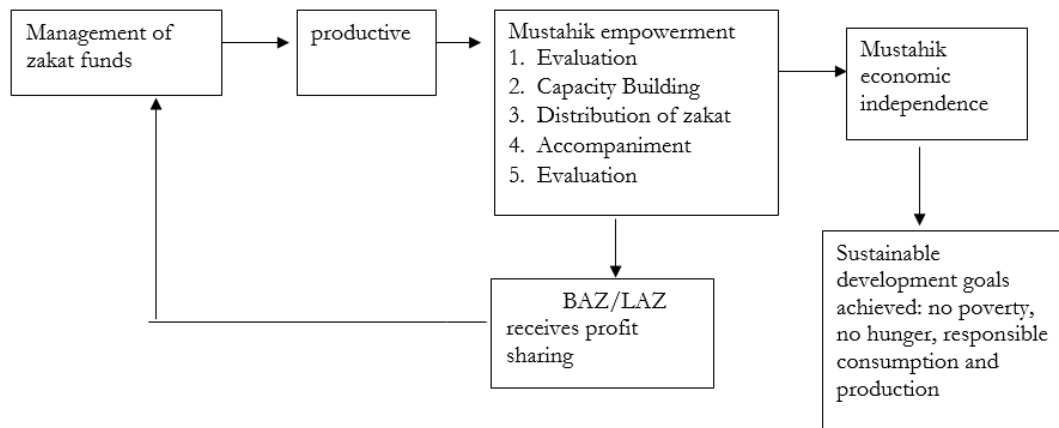 Management of
zakat funds
productive
Mustahik empowerment
1. Evaluation
2. Capacity Building
3. Distribution of zakat
4. Accompaniment
5. Evaluation
Mustahik
economic
independence
BAZ/LAZ
receives profit
sharing
Sustainable
development goals
achieved: no poverty,
no hunger, responsible
consumption and
production